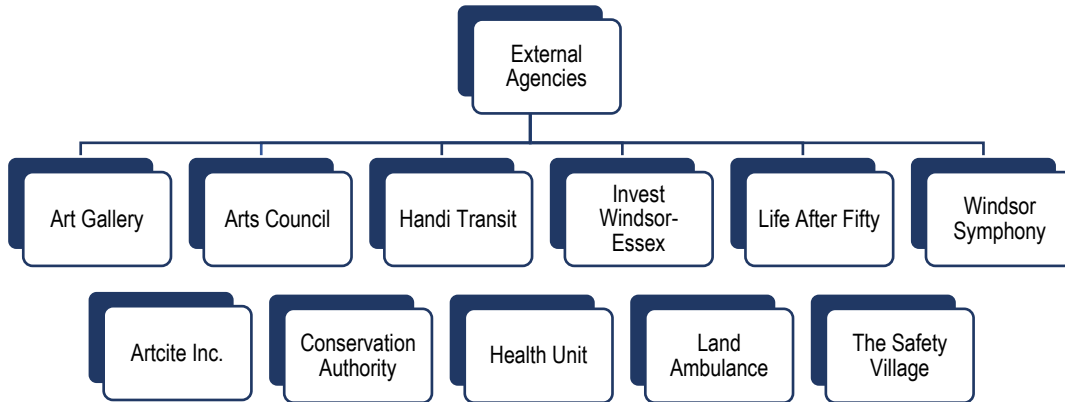 External
Agencies
Art Gallery
Arts Council
Handi Transit
Invest
Windsor-
Essex
Life After Fifty
Windsor
Symphony
Artcite Inc.
Conservation
Authority
Health Unit
Land
Ambulance
The Safety
Village